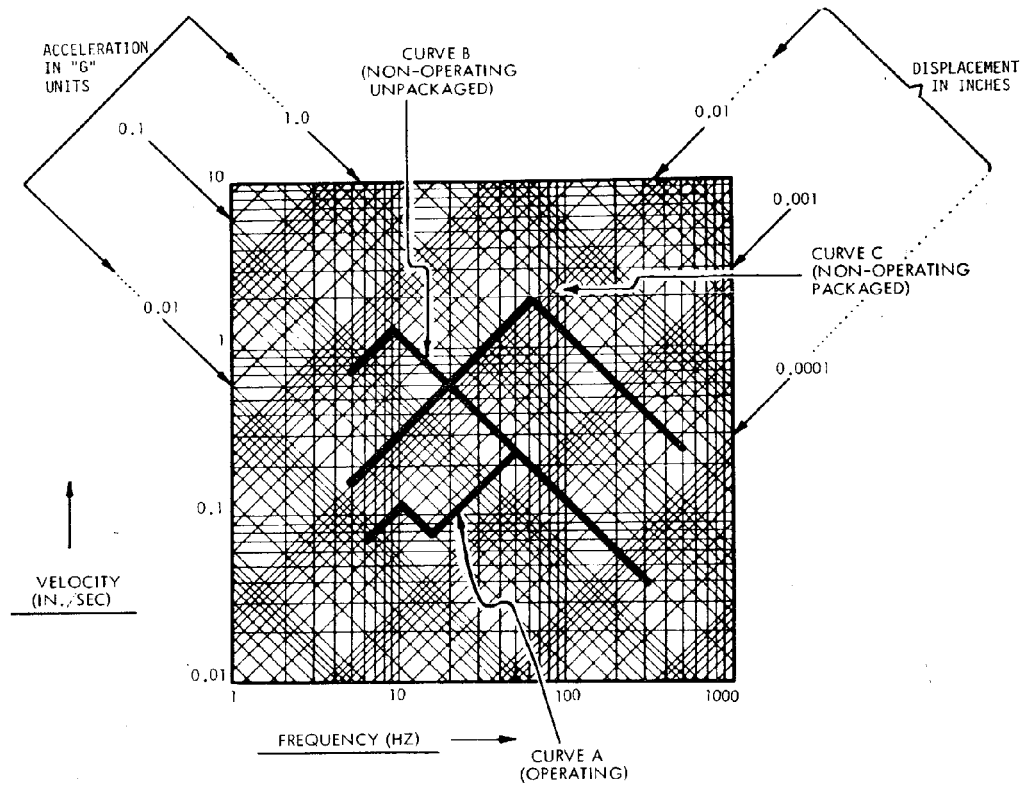 ACCELERATION
IN "G"
UNITS
CURVE B
(NON-OPERATING
UNPACKAGED)
DISPLACEMENT
IN INCHES
0.1
1.0
0.01
0.01
0.001
0.0001
CURVE C
(NON-OPERATING
PACKAGED)
10
1
0.1
0.01
VELOCITY
(IN./SEC)
1
10
100
1000
FREQUENCY (HZ)
CURVE A
(OPERATING)